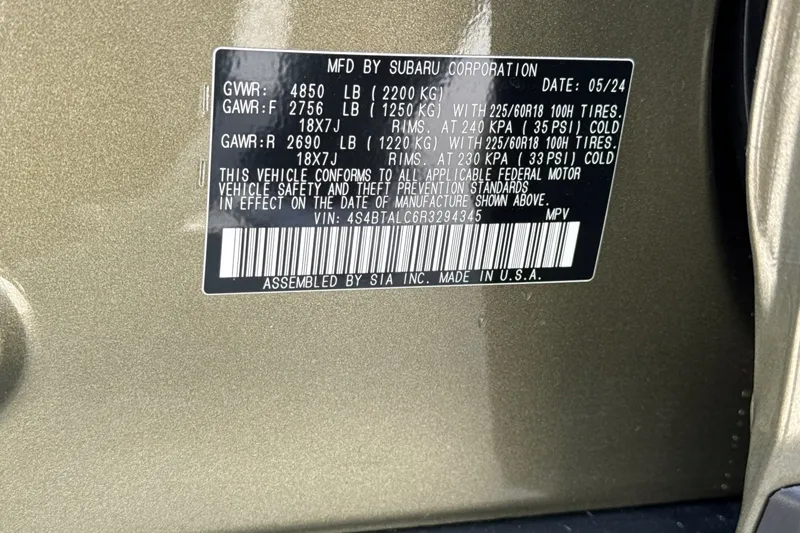 MFD BY SUBARU CORPORATION
GVWR: 4850 LB (2200 KG) DATE: 05/24
GAWR:F 2756 LB (1250 KG) WITH 225/60R18 100H TIRES.
18X7J RIMS. AT 240 KPA (35 PSI) COLD
GAWR:R 2690 LB (1220 KG) WITH 225/60R18 100H TIRES.
18X7J RIMS. AT 230 KPA (33 PSI) COLD
THIS VEHICLE CONFORMS TO ALL APPLICABLE FEDERAL MOTOR
VEHICLE SAFETY AND THEFT PREVENTION STANDARDS
IN EFFECT ON THE DATE OF MANUFACTURE SHOWN ABOVE.
VIN: 4S4BTALC6R3294345 MPV
ASSEMBLED BY SIA INC. MADE IN U.S.A.